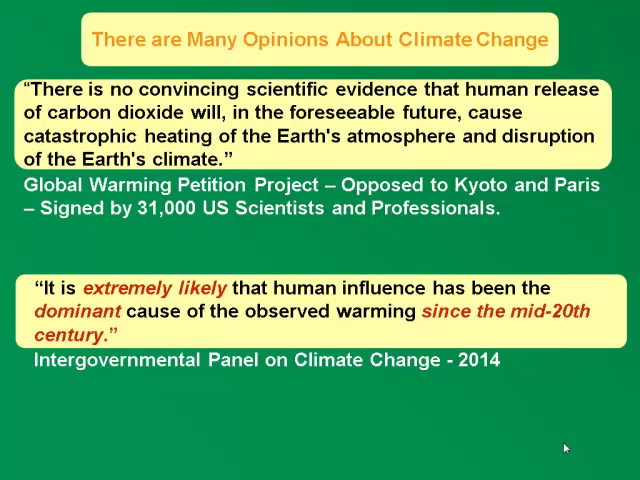 There are Many Opinions About Climate Change
“There is no convincing scientific evidence that human release
of carbon dioxide will, in the foreseeable future, cause
catastrophic heating of the Earth's atmosphere and disruption
of the Earth's climate.”
Global Warming Petition Project – Opposed to Kyoto and Paris
– Signed by 31,000 US Scientists and Professionals.
“It is extremely likely that human influence has been the
dominant cause of the observed warming since the mid-20th
century.”
Intergovernmental Panel on Climate Change - 2014